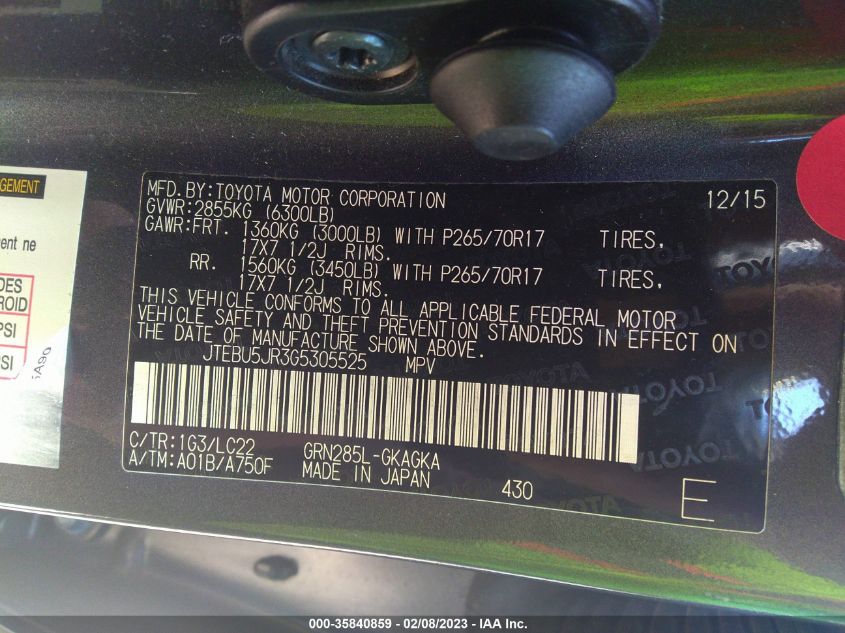 MFD. BY: TOYOTA MOTOR CORPORATION 12/15
GVWR: 2855KG (6300LB)
GAWR: FRT. 1360KG (3000LB) WITH P265/70R17 TIRES,
17X7 1/2J RIMS.
RR. 1560KG (3450LB) WITH P265/70R17 TIRES,
17X7 1/2J RIMS.
THIS VEHICLE CONFORMS TO ALL APPLICABLE FEDERAL MOTOR
VEHICLE SAFETY AND THEFT PREVENTION STANDARDS IN EFFECT ON
THE DATE OF MANUFACTURE SHOWN ABOVE.
JTEBU5JR3G5305525 MPV
C/TR: 1G3/LC22 GRN285L-GKAGKA
A/TM: A01B/A750F MADE IN JAPAN 430 E
TOYOTA
PSI
PSI
000-35840859 - 02/08/2023 - IAA Inc.